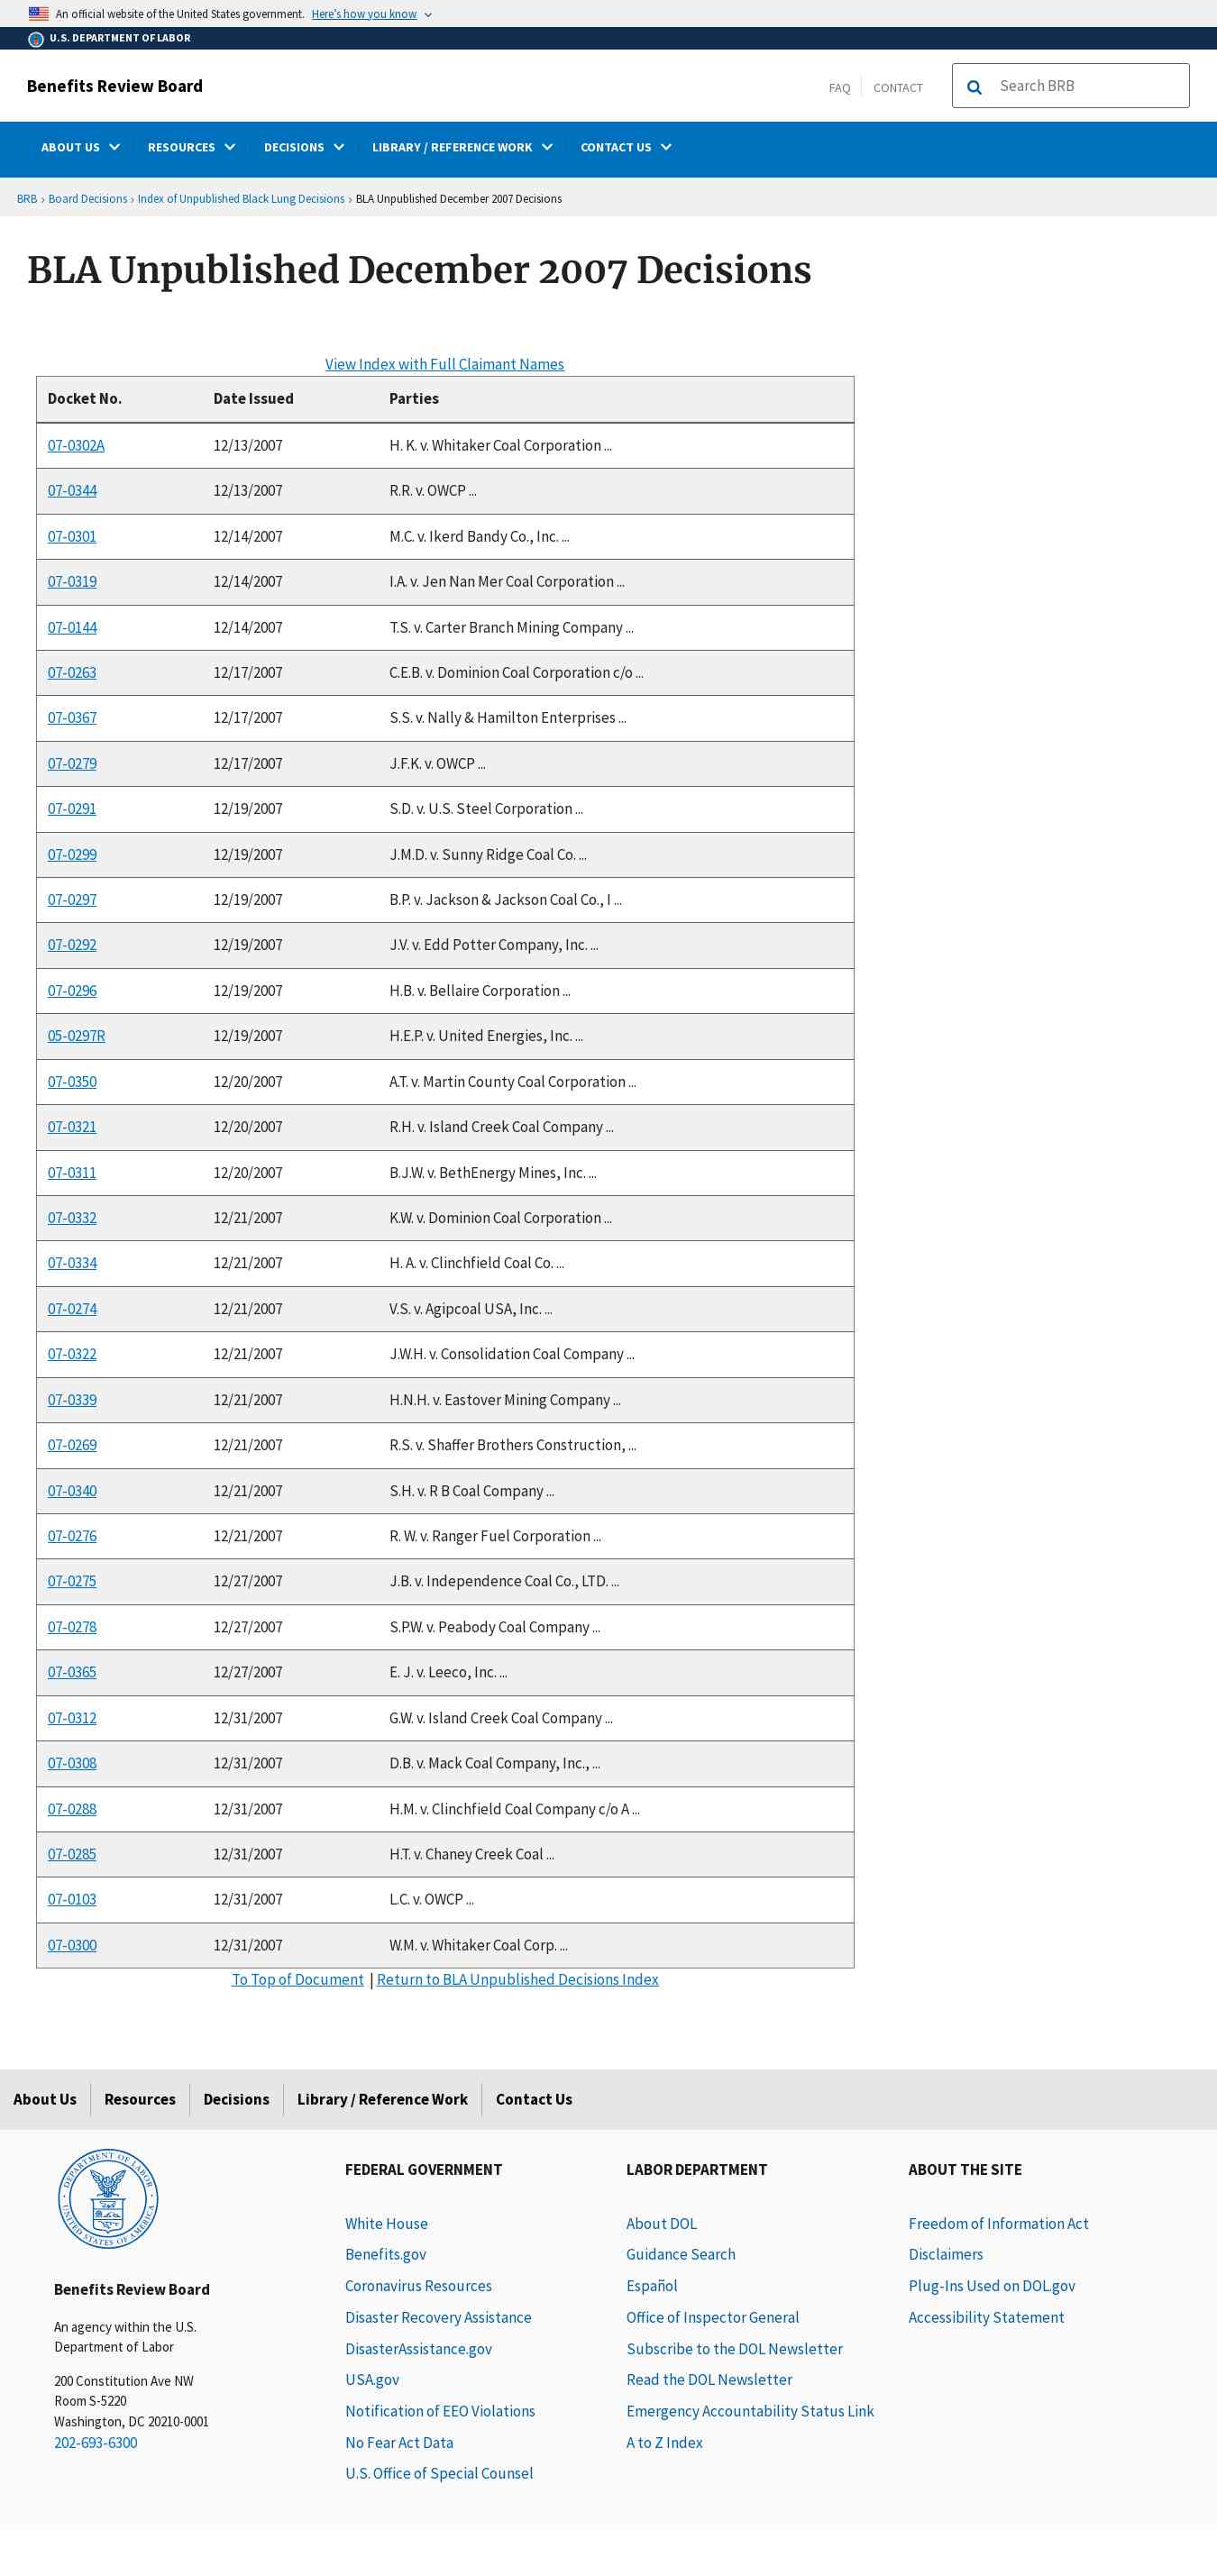 An official website of the United States government. Here's how you know
U.S. DEPARTMENT OF LABOR
Benefits Review Board
FAQ
CONTACT
Search BRB
ABOUT US
RESOURCES
DECISIONS
LIBRARY / REFERENCE WORK
CONTACT US
BRB › Board Decisions › Index of Unpublished Black Lung Decisions › BLA Unpublished December 2007 Decisions
BLA Unpublished December 2007 Decisions
View Index with Full Claimant Names
Docket No. Date Issued Parties
07-0302A 12/13/2007 H. K. v. Whitaker Coal Corporation ...
07-0344 12/13/2007 R.R. v. OWCP ...
07-0301 12/14/2007 M.C. v. Ikerd Bandy Co., Inc. ...
07-0319 12/14/2007 I.A. v. Jen Nan Mer Coal Corporation ...
07-0144 12/14/2007 T.S. v. Carter Branch Mining Company ...
07-0263 12/17/2007 C.E.B. v. Dominion Coal Corporation c/o ...
07-0367 12/17/2007 S.S. v. Nally & Hamilton Enterprises ...
07-0279 12/17/2007 J.F.K. v. OWCP ...
07-0291 12/19/2007 S.D. v. U.S. Steel Corporation ...
07-0299 12/19/2007 J.M.D. v. Sunny Ridge Coal Co. ...
07-0297 12/19/2007 B.P. v. Jackson & Jackson Coal Co., I ...
07-0292 12/19/2007 J.V. v. Edd Potter Company, Inc. ...
07-0296 12/19/2007 H.B. v. Bellaire Corporation ...
05-0297R 12/19/2007 H.E.P. v. United Energies, Inc. ...
07-0350 12/20/2007 A.T. v. Martin County Coal Corporation ...
07-0321 12/20/2007 R.H. v. Island Creek Coal Company ...
07-0311 12/20/2007 B.J.W. v. BethEnergy Mines, Inc. ...
07-0332 12/21/2007 K.W. v. Dominion Coal Corporation ...
07-0334 12/21/2007 H. A. v. Clinchfield Coal Co. ...
07-0274 12/21/2007 V.S. v. Agipcoal USA, Inc. ...
07-0322 12/21/2007 J.W.H. v. Consolidation Coal Company ...
07-0339 12/21/2007 H.N.H. v. Eastover Mining Company ...
07-0269 12/21/2007 R.S. v. Shaffer Brothers Construction, ...
07-0340 12/21/2007 S.H. v. R B Coal Company ...
07-0276 12/21/2007 R. W. v. Ranger Fuel Corporation ...
07-0275 12/27/2007 J.B. v. Independence Coal Co., LTD. ...
07-0278 12/27/2007 S.P.W. v. Peabody Coal Company ...
07-0365 12/27/2007 E. J. v. Leeco, Inc. ...
07-0312 12/31/2007 G.W. v. Island Creek Coal Company ...
07-0308 12/31/2007 D.B. v. Mack Coal Company, Inc., ...
07-0288 12/31/2007 H.M. v. Clinchfield Coal Company c/o A ...
07-0285 12/31/2007 H.T. v. Chaney Creek Coal ...
07-0103 12/31/2007 L.C. v. OWCP ...
07-0300 12/31/2007 W.M. v. Whitaker Coal Corp. ...
To Top of Document | Return to BLA Unpublished Decisions Index
About Us
Resources
Decisions
Library / Reference Work
Contact Us
DEPARTMENT OF LABOR
UNITED STATES OF AMERICA
Benefits Review Board
An agency within the U.S.
Department of Labor
200 Constitution Ave NW
Room S-5220
Washington, DC 20210-0001
202-693-6300
FEDERAL GOVERNMENT
White House
Benefits.gov
Coronavirus Resources
Disaster Recovery Assistance
DisasterAssistance.gov
USA.gov
Notification of EEO Violations
No Fear Act Data
U.S. Office of Special Counsel
LABOR DEPARTMENT
About DOL
Guidance Search
Español
Office of Inspector General
Subscribe to the DOL Newsletter
Read the DOL Newsletter
Emergency Accountability Status Link
A to Z Index
ABOUT THE SITE
Freedom of Information Act
Disclaimers
Plug-Ins Used on DOL.gov
Accessibility Statement